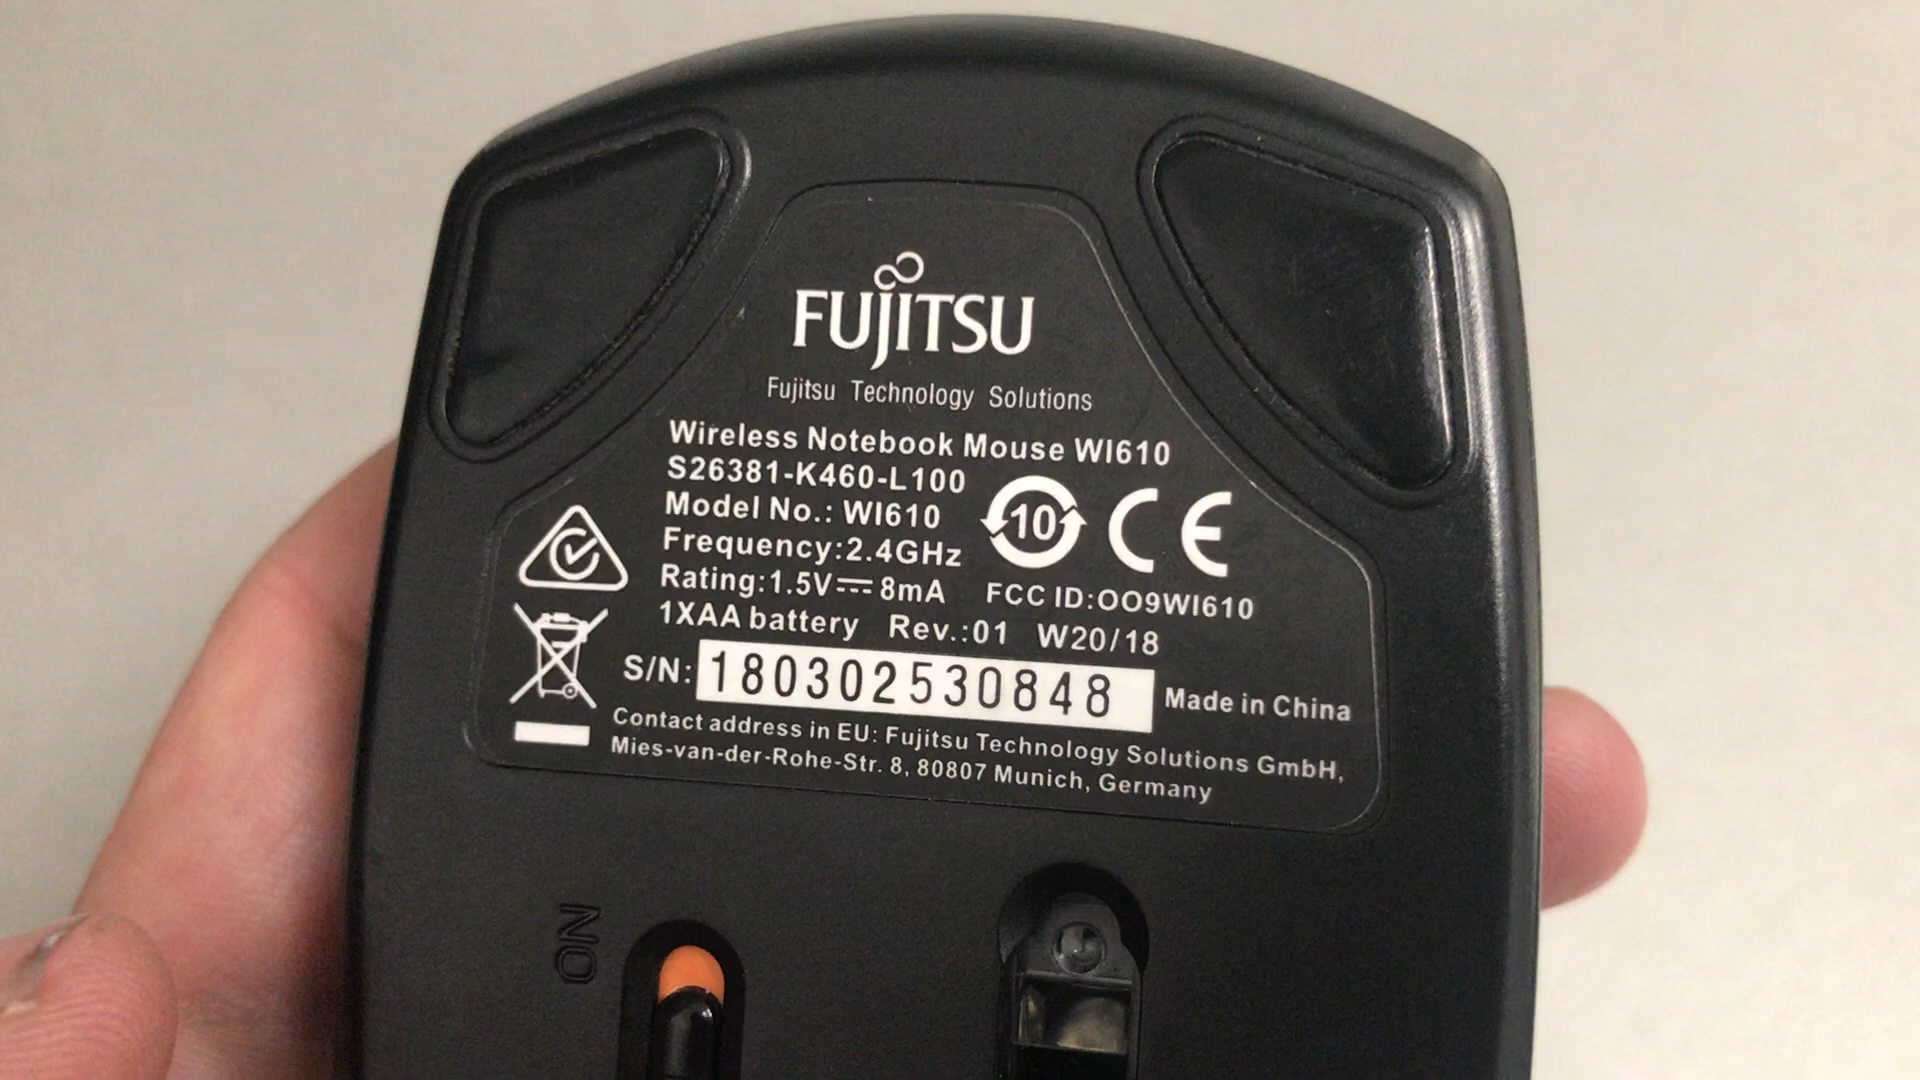 FUJITSU
Fujitsu Technology Solutions
Wireless Notebook Mouse WI610
S26381-K460-L100
Model No.: WI610
10
CE
Frequency:2.4GHz
Rating:1.5V⎓8mA
FCC ID:OO9WI610
1XAA battery Rev.:01 W20/18
S/N: 180302530848 Made in China
Contact address in EU: Fujitsu Technology Solutions GmbH,
Mies-van-der-Rohe-Str. 8, 80807 Munich, Germany
ON